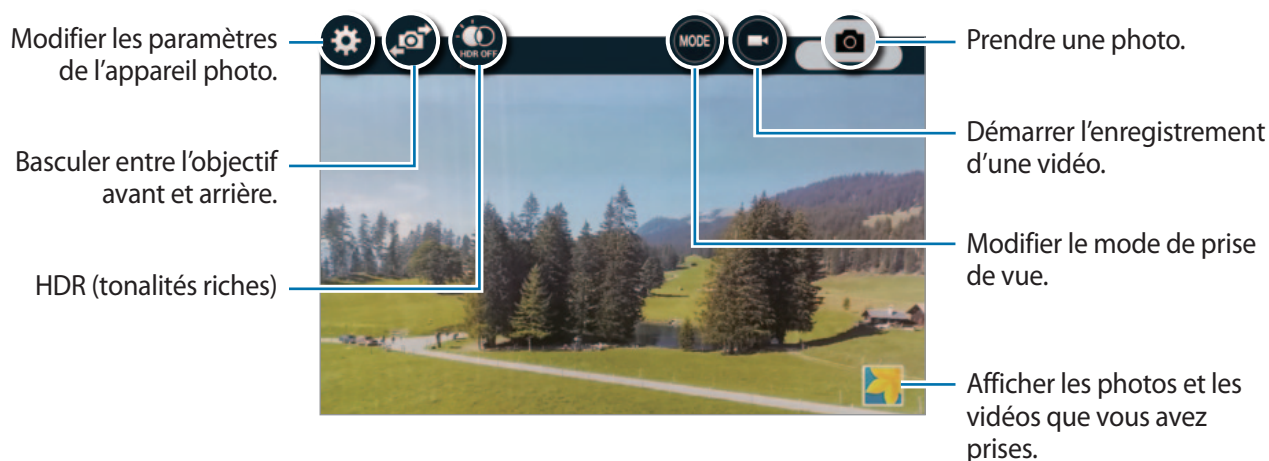 Modifier les paramètres
de l’appareil photo.
Basculer entre l’objectif
avant et arrière.
HDR (tonalités riches)
HDR OFF
MODE
Prendre une photo.
Démarrer l’enregistrement
d’une vidéo.
Modifier le mode de prise
de vue.
Afficher les photos et les
vidéos que vous avez
prises.